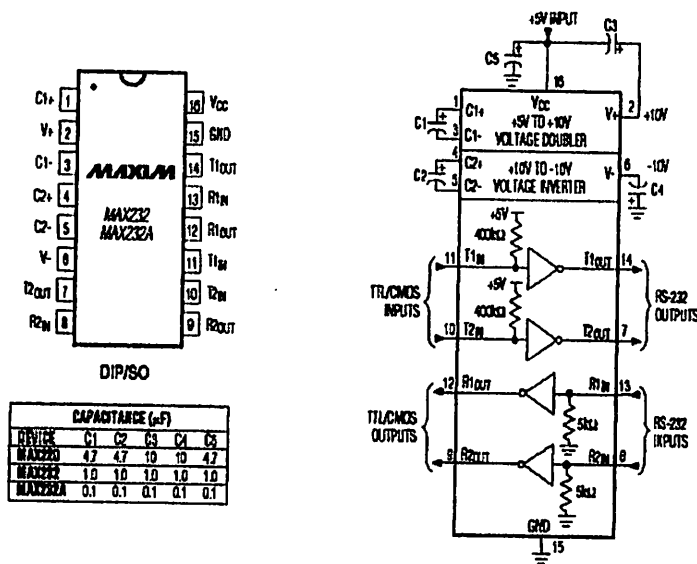 C1+ 1
V+ 2
C1- 3
C2+ 4
C2- 5
V- 6
T2OUT 7
R2IN 8
16 VCC
15 GND
14 T1OUT
13 R1IN
12 R1OUT
11 T1IN
10 T2IN
9 R2OUT
MAXIM
MAX232
MAX232A
DIP/SO
CAPACITANCE (µF)
DEVICE C1 C2 C3 C4 C5
MAX220 4.7 4.7 10 10 4.7
MAX232 1.0 1.0 1.0 1.0 1.0
MAX232A 0.1 0.1 0.1 0.1 0.1
+5V INPUT
C3
C5
16
VCC
1 C1+
C1
3 C1-
+5V TO +10V
VOLTAGE DOUBLER
V+ 2 +10V
4 C2+
C2
5 C2-
+10V TO -10V
VOLTAGE INVERTER
V- 6 -10V
C4
+5V
400kΩ
11 T1IN
T1OUT 14
+5V
400kΩ
TTL/CMOS
INPUTS
RS-232
OUTPUTS
10 T2IN
T2OUT 7
12 R1OUT
R1IN 13
5kΩ
TTL/CMOS
OUTPUTS
RS-232
INPUTS
9 R2OUT
R2IN 8
5kΩ
GND
15